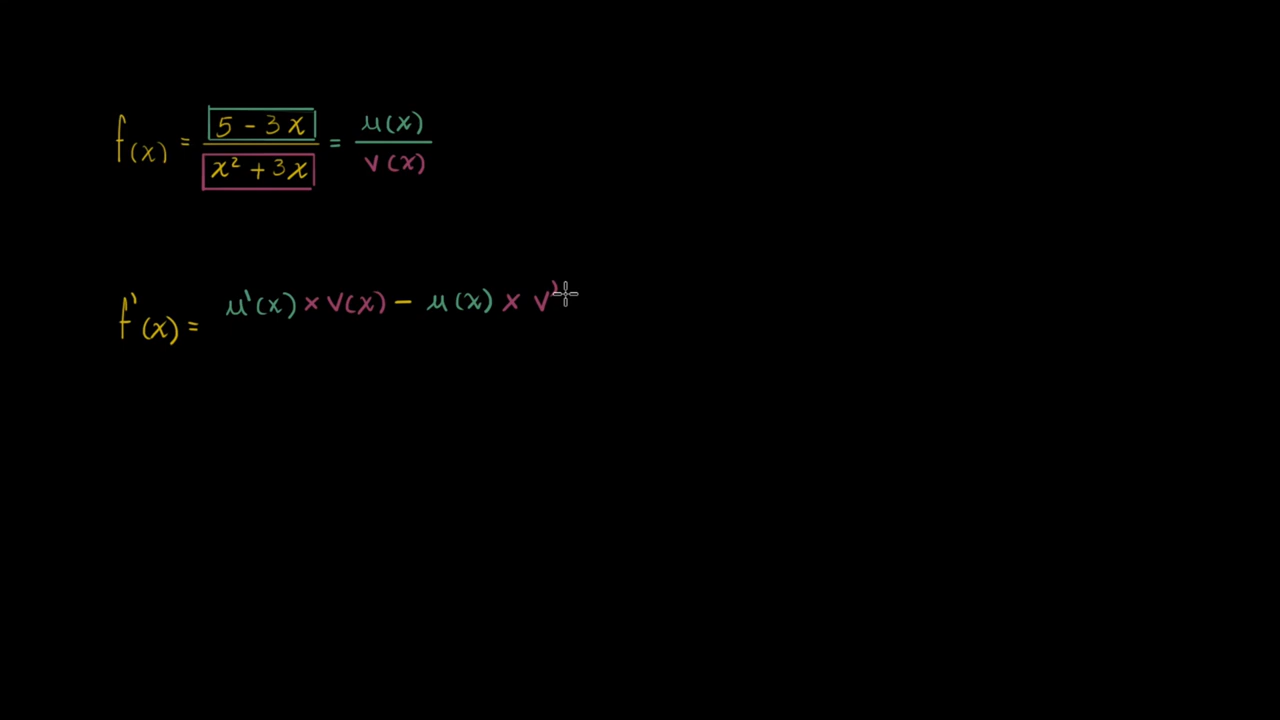 f(x) = (5 - 3x)/(x² + 3x) = u(x)/v(x)
f'(x) = u'(x) × v(x) - u(x) × v'